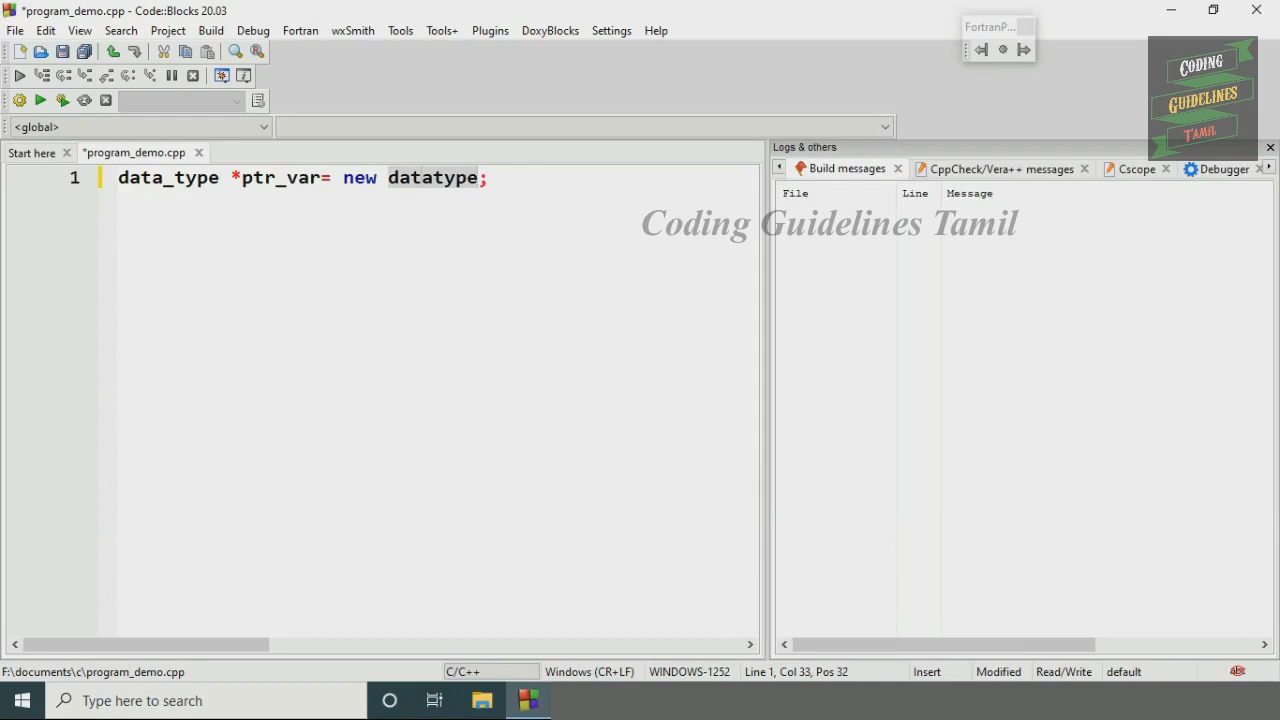 *program_demo.cpp - Code::Blocks 20.03
File Edit View Search Project Build Debug Fortran wxSmith Tools Tools+ Plugins DoxyBlocks Settings Help
FortranP...
CODING
GUIDELINES
TAMIL
<global>
Start here *program_demo.cpp
Logs & others
Build messages CppCheck/Vera++ messages Cscope Debugger
1 data_type *ptr_var= new datatype;
File Line Message
Coding Guidelines Tamil
F:\documents\c\program_demo.cpp C/C++ Windows (CR+LF) WINDOWS-1252 Line 1, Col 33, Pos 32 Insert Modified Read/Write default
Type here to search